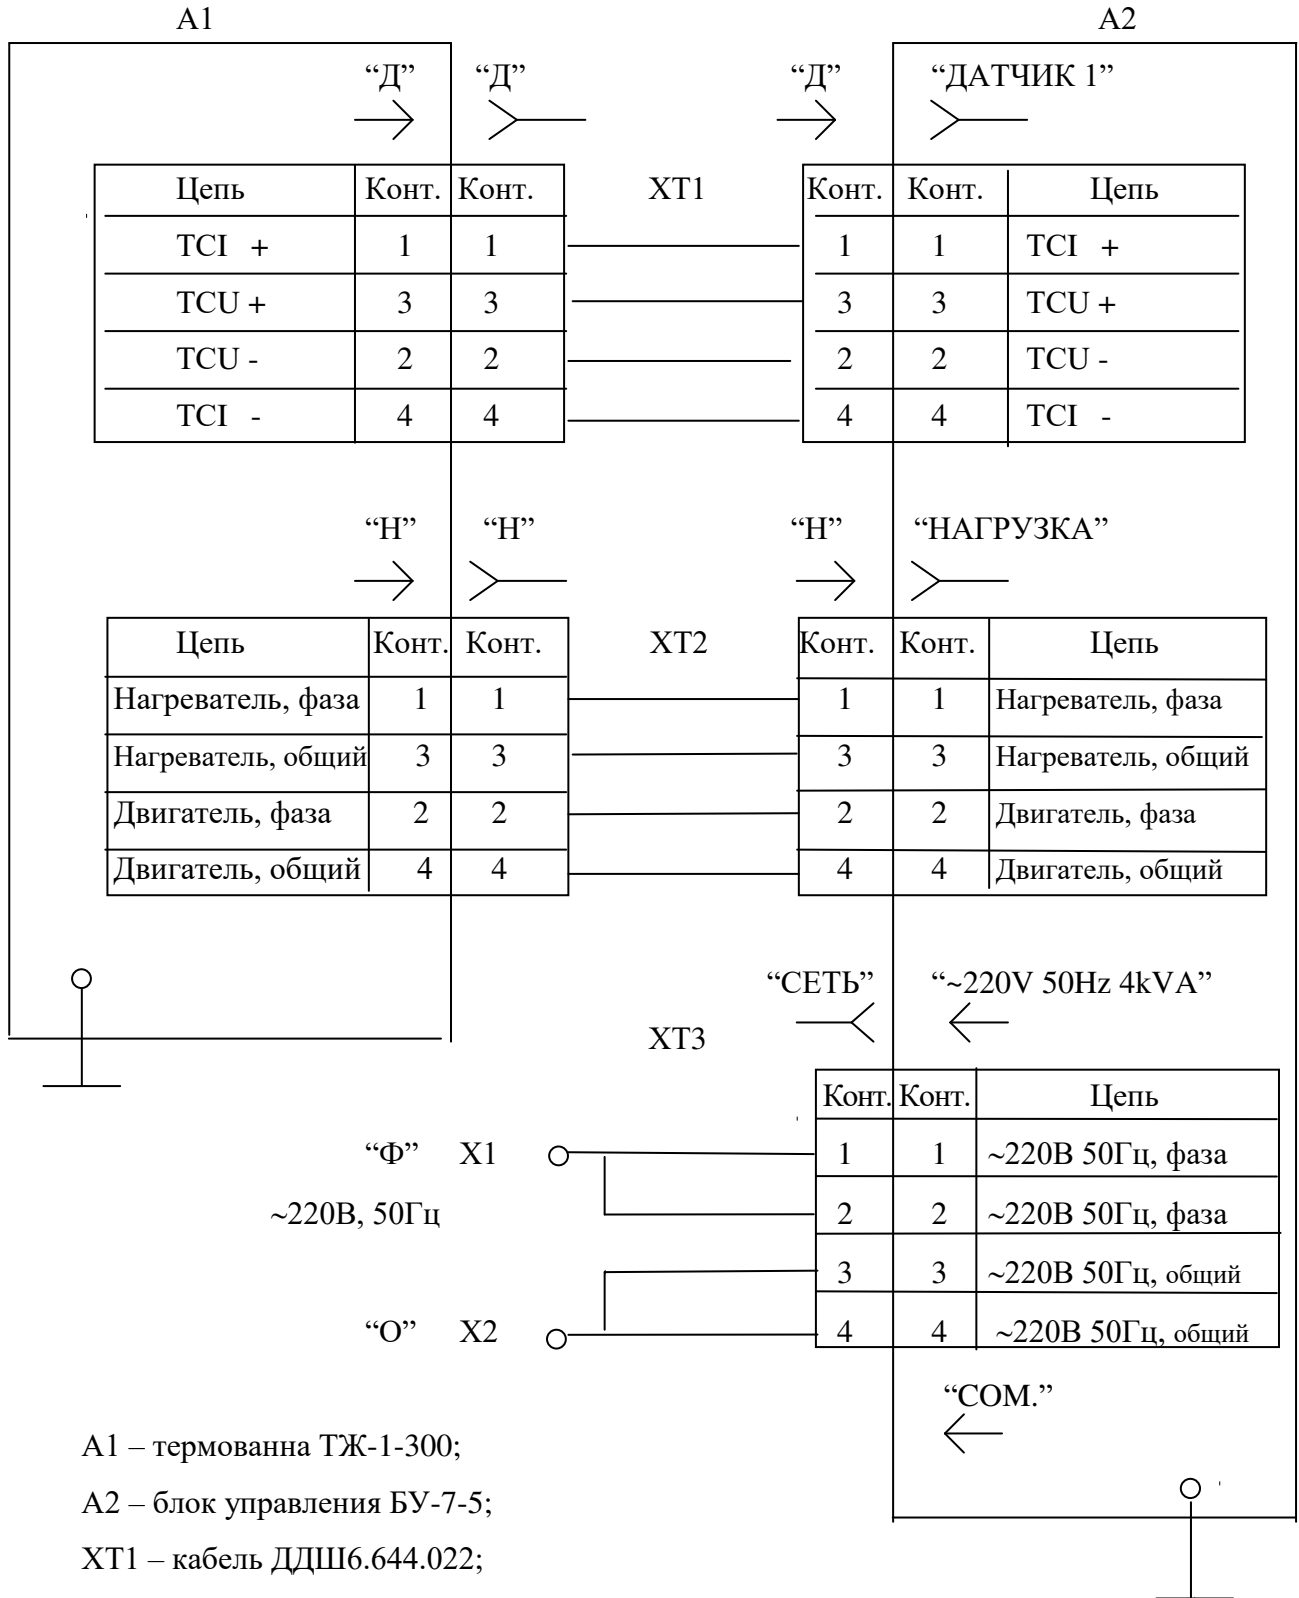 А1 А2
“Д” “Д” “Д” “ДАТЧИК 1”
Цепь Конт. Конт. ХТ1 Конт. Конт. Цепь
TCI + 1 1 1 1 TCI +
TCU + 3 3 3 3 TCU +
TCU - 2 2 2 2 TCU -
TCI - 4 4 4 4 TCI -
“Н” “Н” “Н” “НАГРУЗКА”
Цепь Конт. Конт. ХТ2 Конт. Конт. Цепь
Нагреватель, фаза 1 1 1 1 Нагреватель, фаза
Нагреватель, общий 3 3 3 3 Нагреватель, общий
Двигатель, фаза 2 2 2 2 Двигатель, фаза
Двигатель, общий 4 4 4 4 Двигатель, общий
“СЕТЬ” “~220V 50Hz 4kVA”
ХТ3
Конт. Конт. Цепь
“Ф” Х1 1 1 ~220В 50Гц, фаза
~220В, 50Гц 2 2 ~220В 50Гц, фаза
3 3 ~220В 50Гц, общий
“О” Х2 4 4 ~220В 50Гц, общий
“COM.”
А1 – термованна ТЖ-1-300;
А2 – блок управления БУ-7-5;
ХТ1 – кабель ДДШ6.644.022;